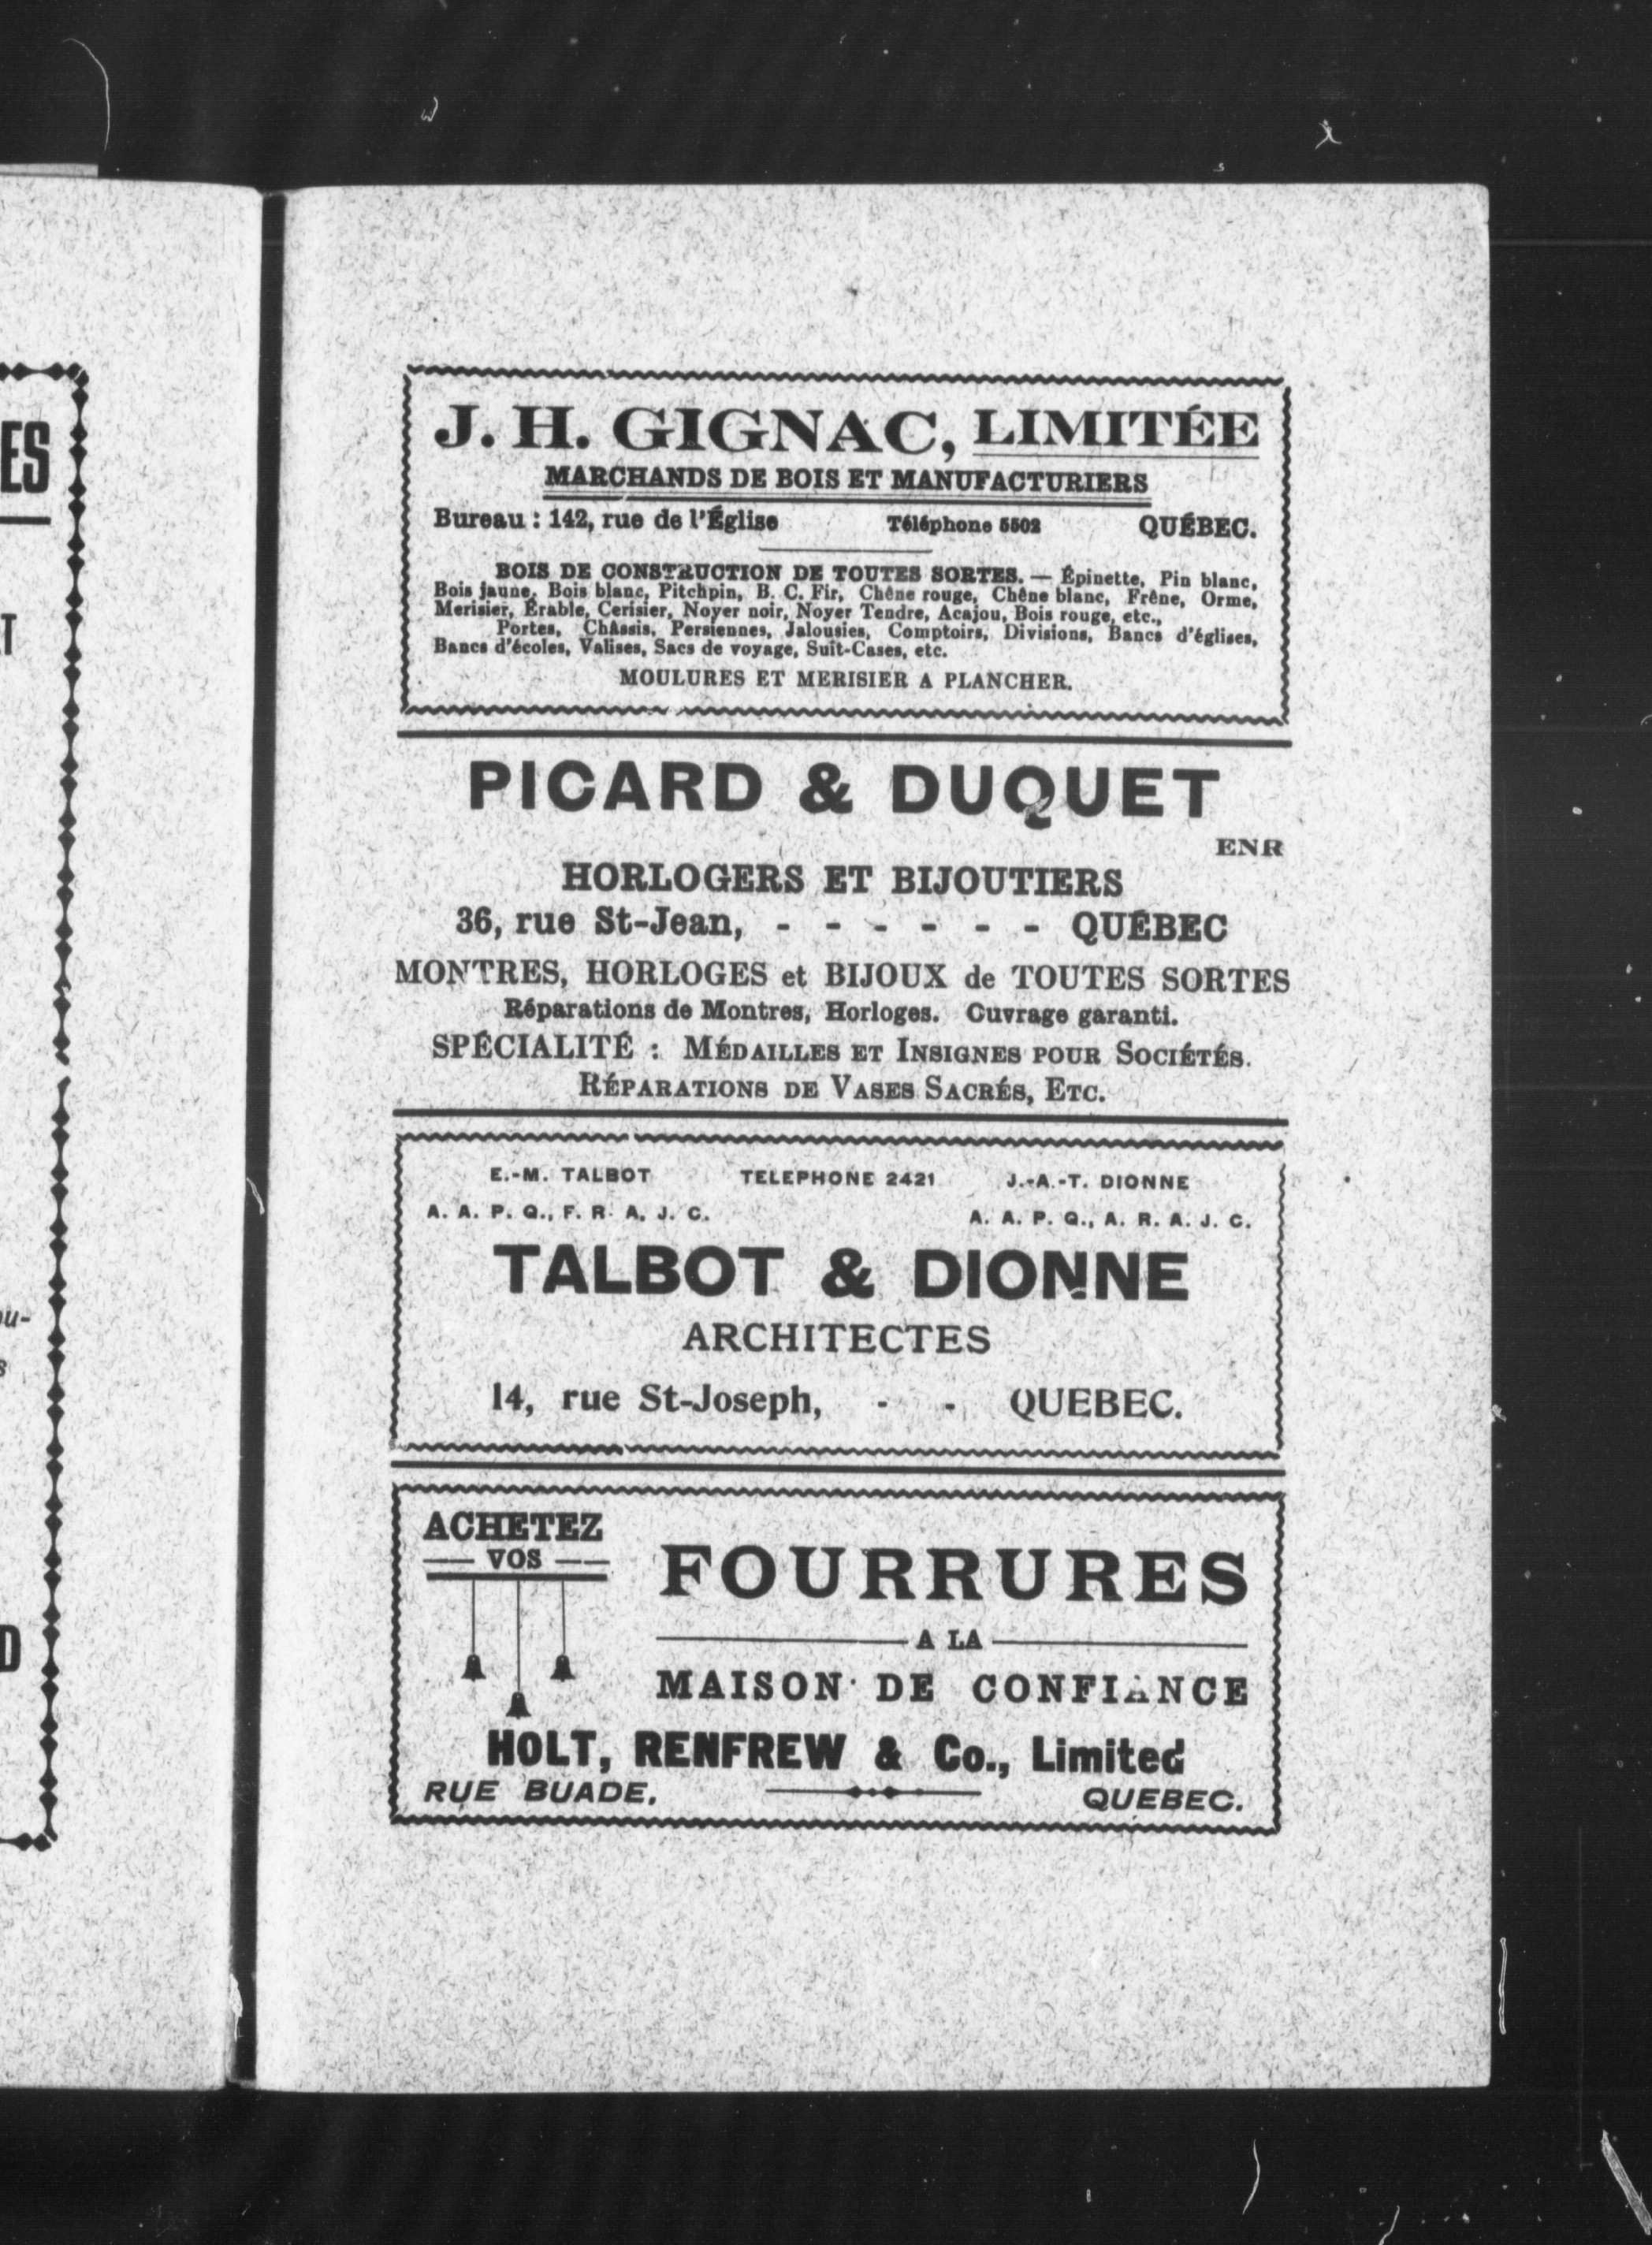 J. H. GIGNAC, LIMITÉE
MARCHANDS DE BOIS ET MANUFACTURIERS
Bureau : 142, rue de l'Église Téléphone 5502 QUÉBEC.
BOIS DE CONSTRUCTION DE TOUTES SORTES. — Épinette, Pin blanc,
Bois jaune, Bois blanc, Pitchpin, B. C. Fir, Chêne rouge, Chêne blanc, Frêne, Orme,
Merisier, Érable, Cerisier, Noyer noir, Noyer Tendre, Acajou, Bois rouge, etc.,
Portes, Châssis, Persiennes, Jalousies, Comptoirs, Divisions, Bancs d'églises,
Bancs d'écoles, Valises, Sacs de voyage, Suit-Cases, etc.
MOULURES ET MERISIER A PLANCHER.
PICARD & DUQUET
ENR
HORLOGERS ET BIJOUTIERS
36, rue St-Jean, - - - - - - QUÉBEC
MONTRES, HORLOGES et BIJOUX de TOUTES SORTES
Réparations de Montres, Horloges. Cuvrage garanti.
SPÉCIALITÉ : MÉDAILLES ET INSIGNES POUR SOCIÉTÉS.
RÉPARATIONS DE VASES SACRÉS, ETC.
E.-M. TALBOT TELEPHONE 2421 J.-A.-T. DIONNE
A. A. P. Q., F. R. A. J. C. A. A. P. Q., A. R. A. J. C.
TALBOT & DIONNE
ARCHITECTES
14, rue St-Joseph, - - QUEBEC.
ACHETEZ
VOS
FOURRURES
A LA
MAISON DE CONFIANCE
HOLT, RENFREW & Co., Limited
RUE BUADE, QUEBEC.